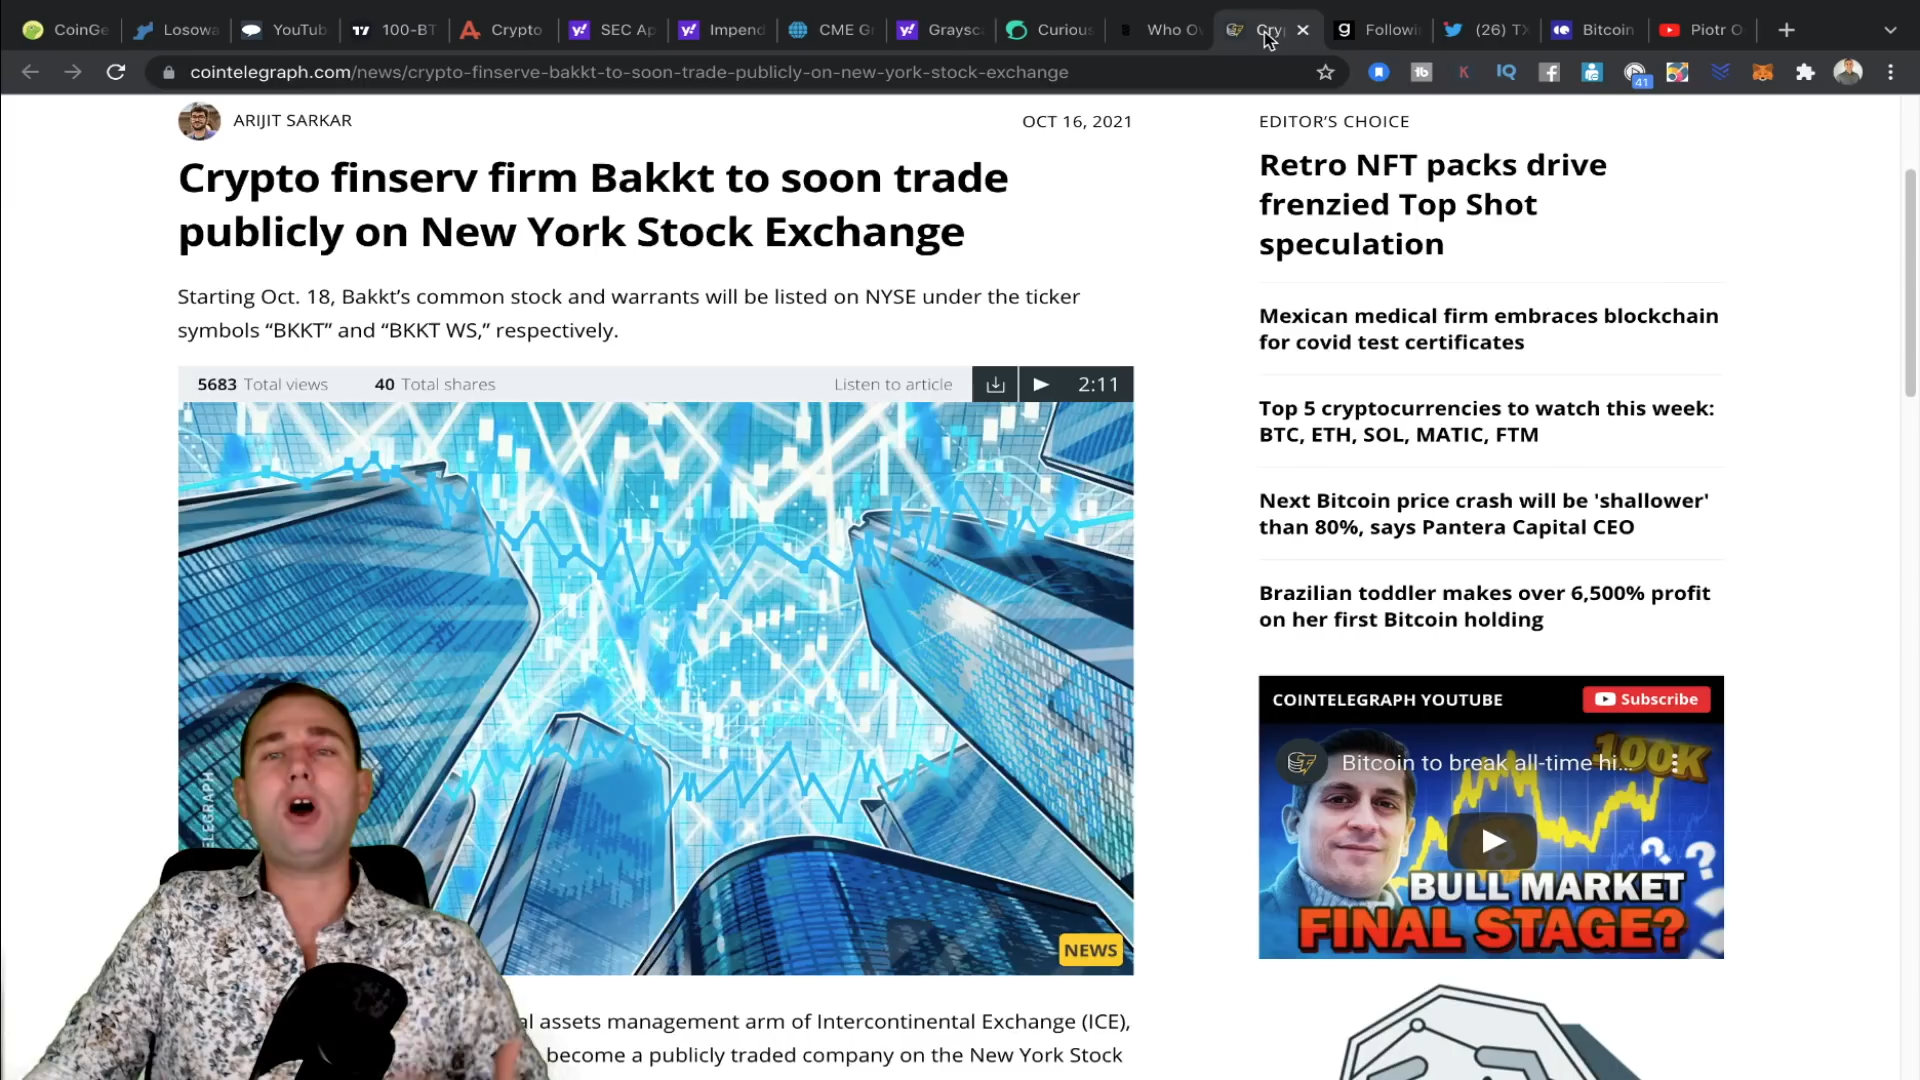 CoinGe
Losowa
YouTub
100-BT
Crypto
SEC Ap
Impend
CME G
Graysc
Curious
Who O
Cry
Followi
(26) T
Bitcoin
Piotr O
cointelegraph.com/news/crypto-finserve-bakkt-to-soon-trade-publicly-on-new-york-stock-exchange
tb
K
IQ
41
ARIJIT SARKAR
OCT 16, 2021
Crypto finserv firm Bakkt to soon trade
publicly on New York Stock Exchange
Starting Oct. 18, Bakkt’s common stock and warrants will be listed on NYSE under the ticker
symbols “BKKT” and “BKKT WS,” respectively.
5683 Total views 40 Total shares Listen to article 2:11
ELEGRAPH
NEWS
al assets management arm of Intercontinental Exchange (ICE),
become a publicly traded company on the New York Stock
EDITOR’S CHOICE
Retro NFT packs drive
frenzied Top Shot
speculation
Mexican medical firm embraces blockchain
for covid test certificates
Top 5 cryptocurrencies to watch this week:
BTC, ETH, SOL, MATIC, FTM
Next Bitcoin price crash will be 'shallower'
than 80%, says Pantera Capital CEO
Brazilian toddler makes over 6,500% profit
on her first Bitcoin holding
COINTELEGRAPH YOUTUBE
Subscribe
Bitcoin to break all-time hi...
100K
BULL MARKET
FINAL STAGE?